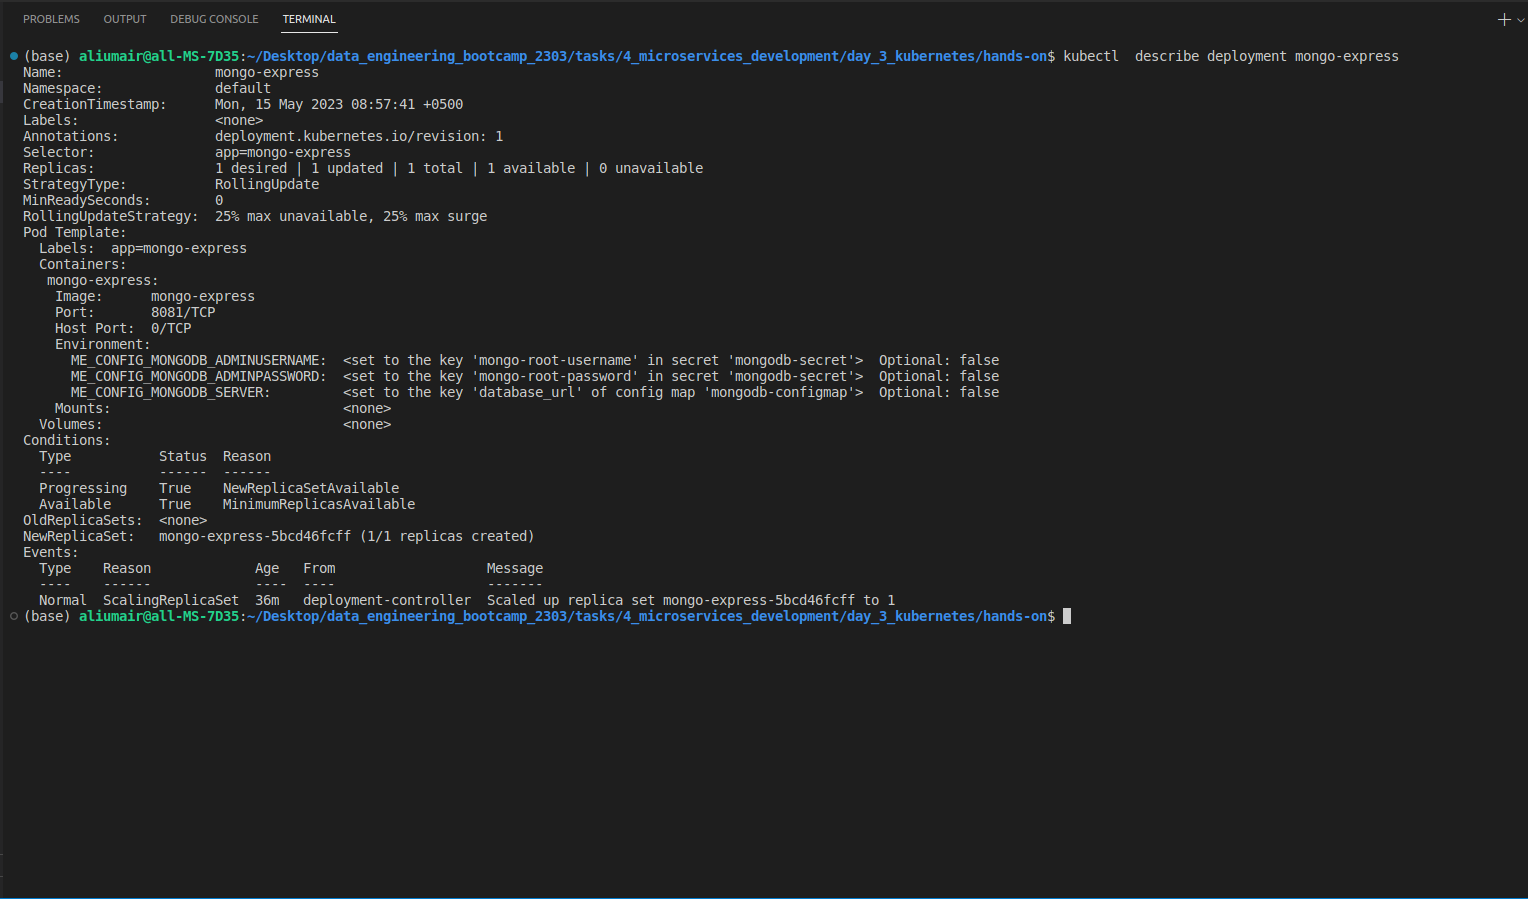 PROBLEMS OUTPUT DEBUG CONSOLE TERMINAL
(base) aliumair@all-MS-7D35:~/Desktop/data_engineering_bootcamp_2303/tasks/4_microservices_development/day_3_kubernetes/hands-on$ kubectl  describe deployment mongo-express
Name:                   mongo-express
Namespace:              default
CreationTimestamp:      Mon, 15 May 2023 08:57:41 +0500
Labels:                 <none>
Annotations:            deployment.kubernetes.io/revision: 1
Selector:               app=mongo-express
Replicas:               1 desired | 1 updated | 1 total | 1 available | 0 unavailable
StrategyType:           RollingUpdate
MinReadySeconds:        0
RollingUpdateStrategy:  25% max unavailable, 25% max surge
Pod Template:
  Labels:  app=mongo-express
  Containers:
   mongo-express:
    Image:      mongo-express
    Port:       8081/TCP
    Host Port:  0/TCP
    Environment:
      ME_CONFIG_MONGODB_ADMINUSERNAME:  <set to the key 'mongo-root-username' in secret 'mongodb-secret'>  Optional: false
      ME_CONFIG_MONGODB_ADMINPASSWORD:  <set to the key 'mongo-root-password' in secret 'mongodb-secret'>  Optional: false
      ME_CONFIG_MONGODB_SERVER:         <set to the key 'database_url' of config map 'mongodb-configmap'>  Optional: false
    Mounts:                             <none>
  Volumes:                              <none>
Conditions:
  Type           Status  Reason
  ----           ------  ------
  Progressing    True    NewReplicaSetAvailable
  Available      True    MinimumReplicasAvailable
OldReplicaSets:  <none>
NewReplicaSet:   mongo-express-5bcd46fcff (1/1 replicas created)
Events:
  Type    Reason             Age   From                   Message
  ----    ------             ----  ----                   -------
  Normal  ScalingReplicaSet  36m   deployment-controller  Scaled up replica set mongo-express-5bcd46fcff to 1
(base) aliumair@all-MS-7D35:~/Desktop/data_engineering_bootcamp_2303/tasks/4_microservices_development/day_3_kubernetes/hands-on$